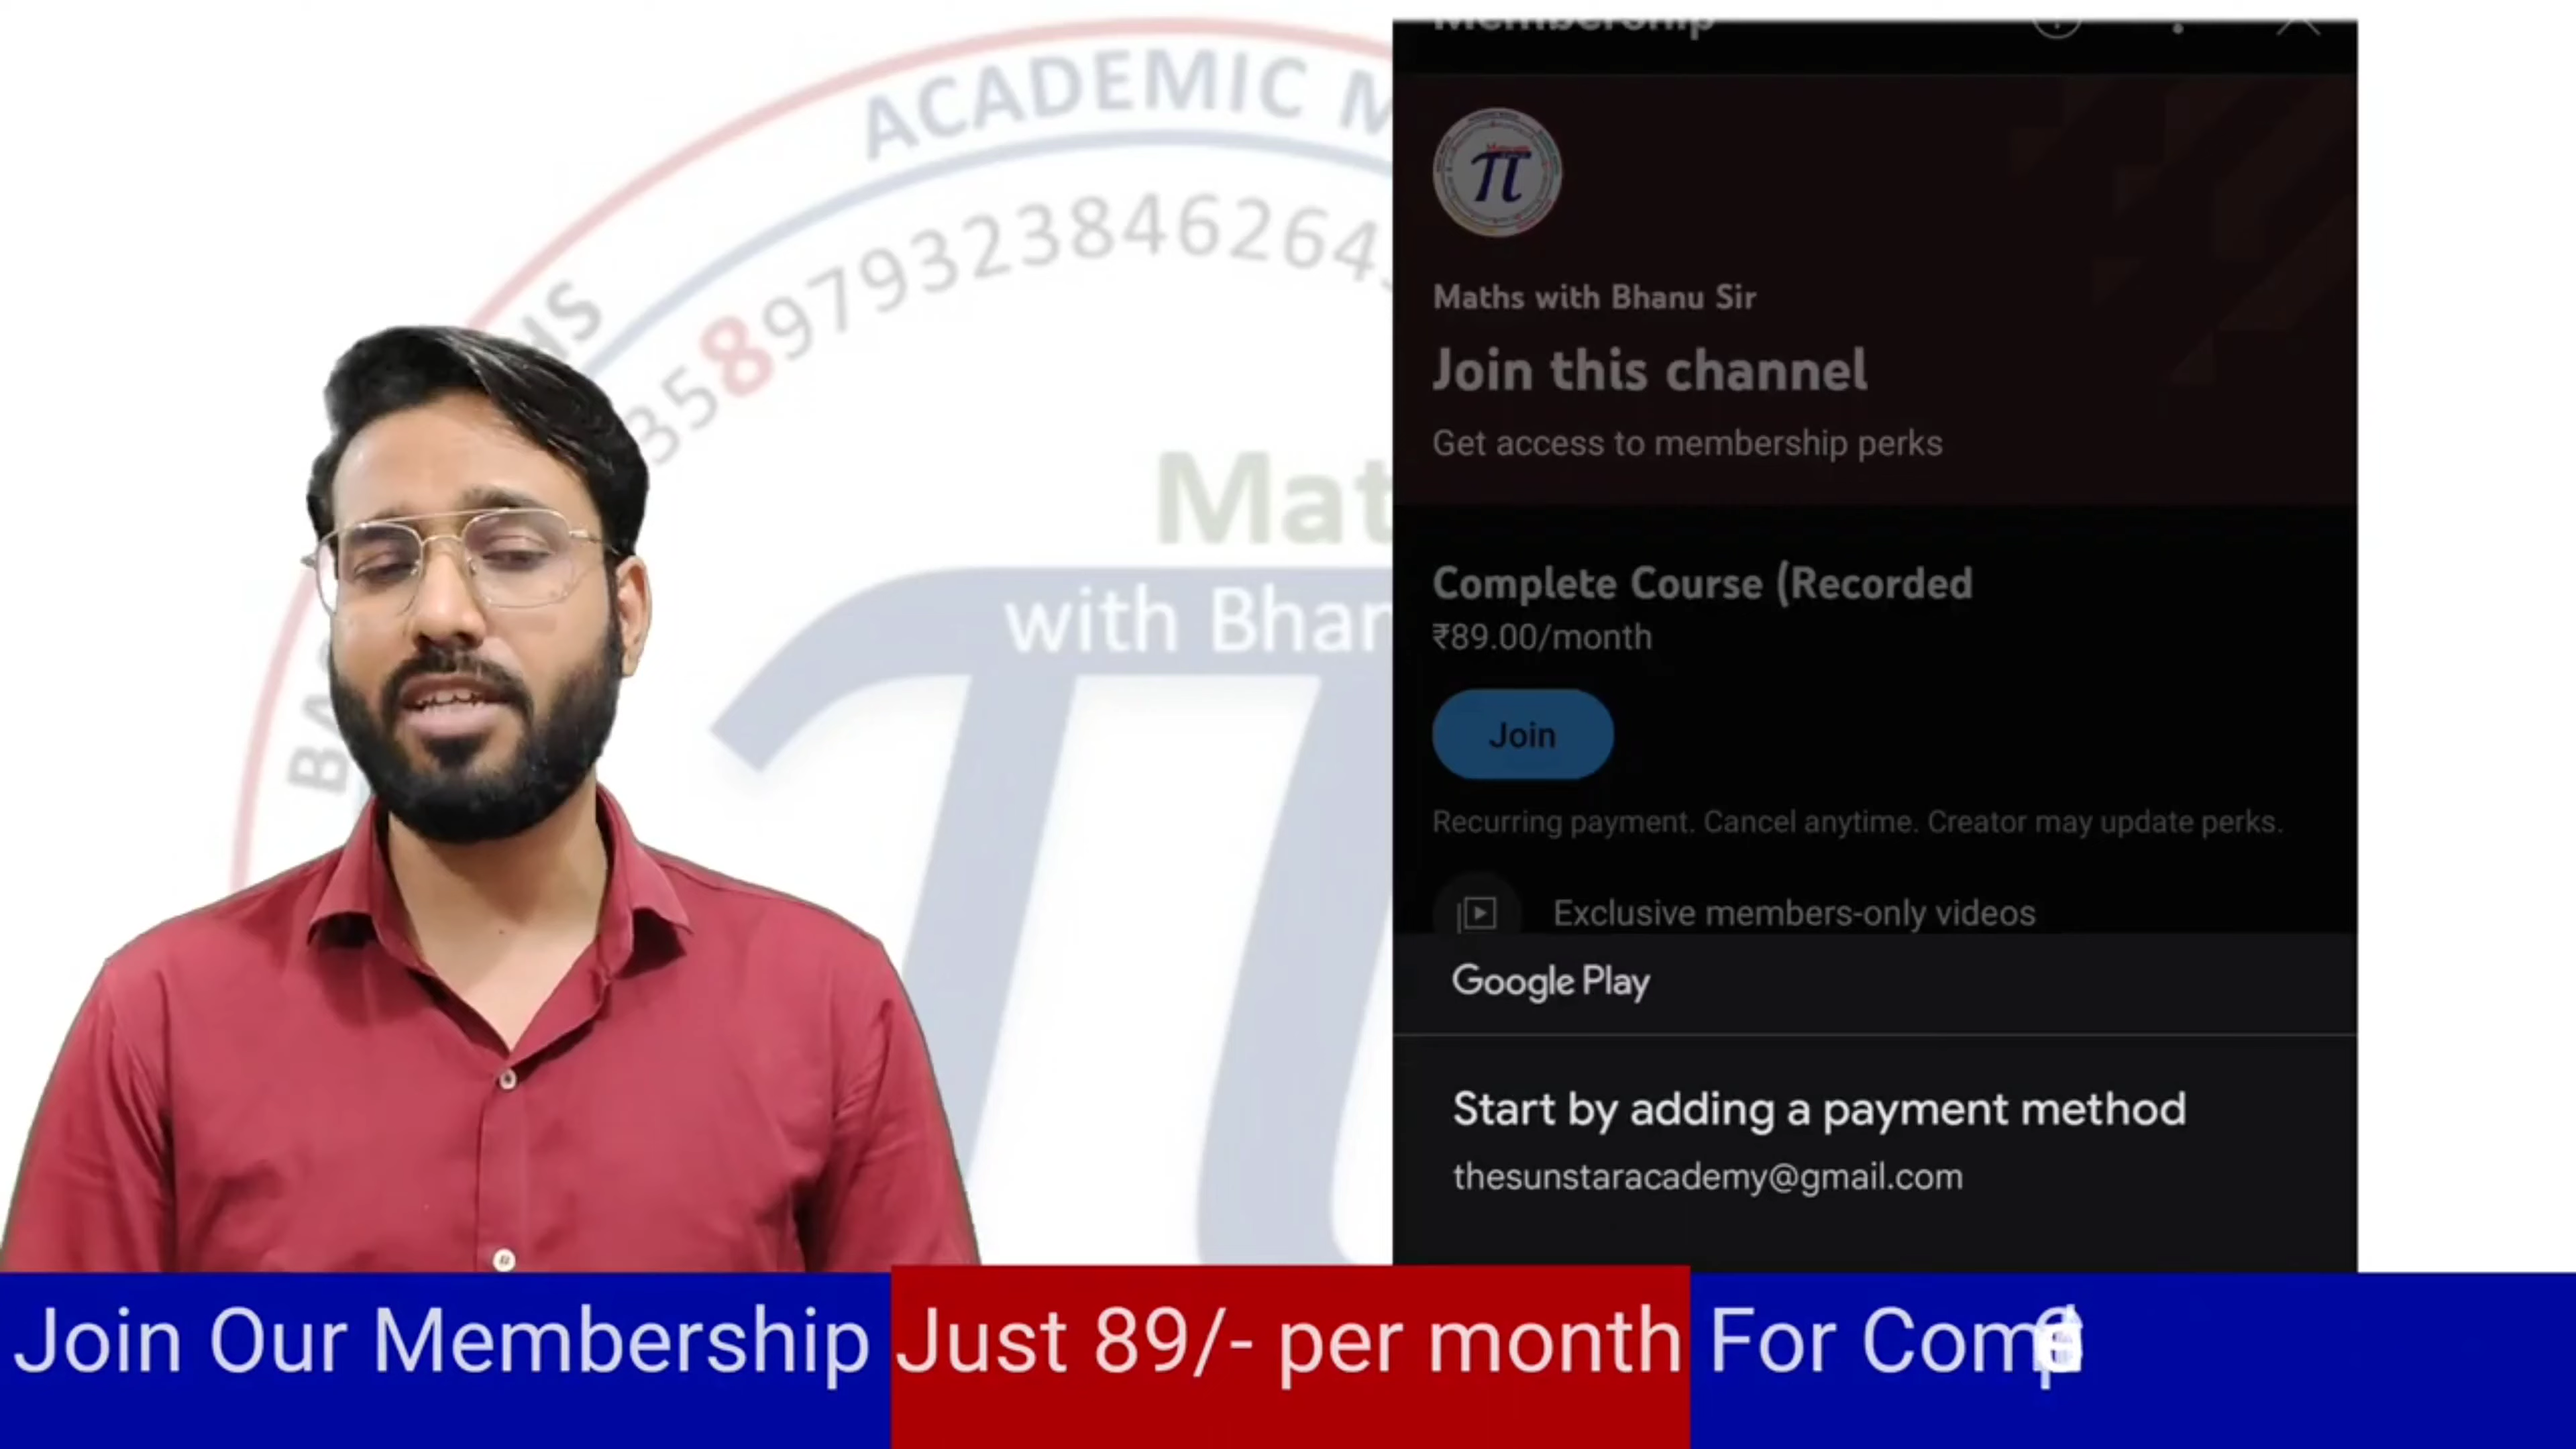 ACADEMIC
358979323846264
Mat
with Bhan
Maths with Bhanu Sir
Join this channel
Get access to membership perks
Complete Course (Recorded
₹89.00/month
Join
Recurring payment. Cancel anytime. Creator may update perks.
Exclusive members-only videos
Google Play
Start by adding a payment method
thesunstaracademy@gmail.com
Join Our Membership Just 89/- per month For Comp